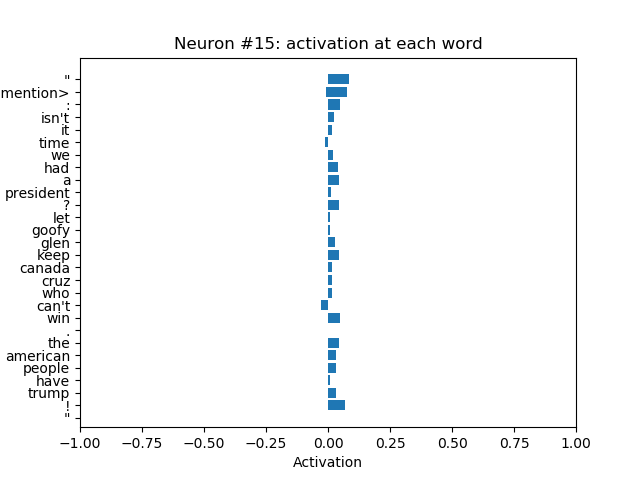 Neuron #15: activation at each word
"
mention>
:
isn't
it
time
we
had
a
president
?
let
goofy
glen
keep
canada
cruz
who
can't
win
.
the
american
people
have
trump
!
"
−1.00 −0.75 −0.50 −0.25 0.00 0.25 0.50 0.75 1.00
Activation